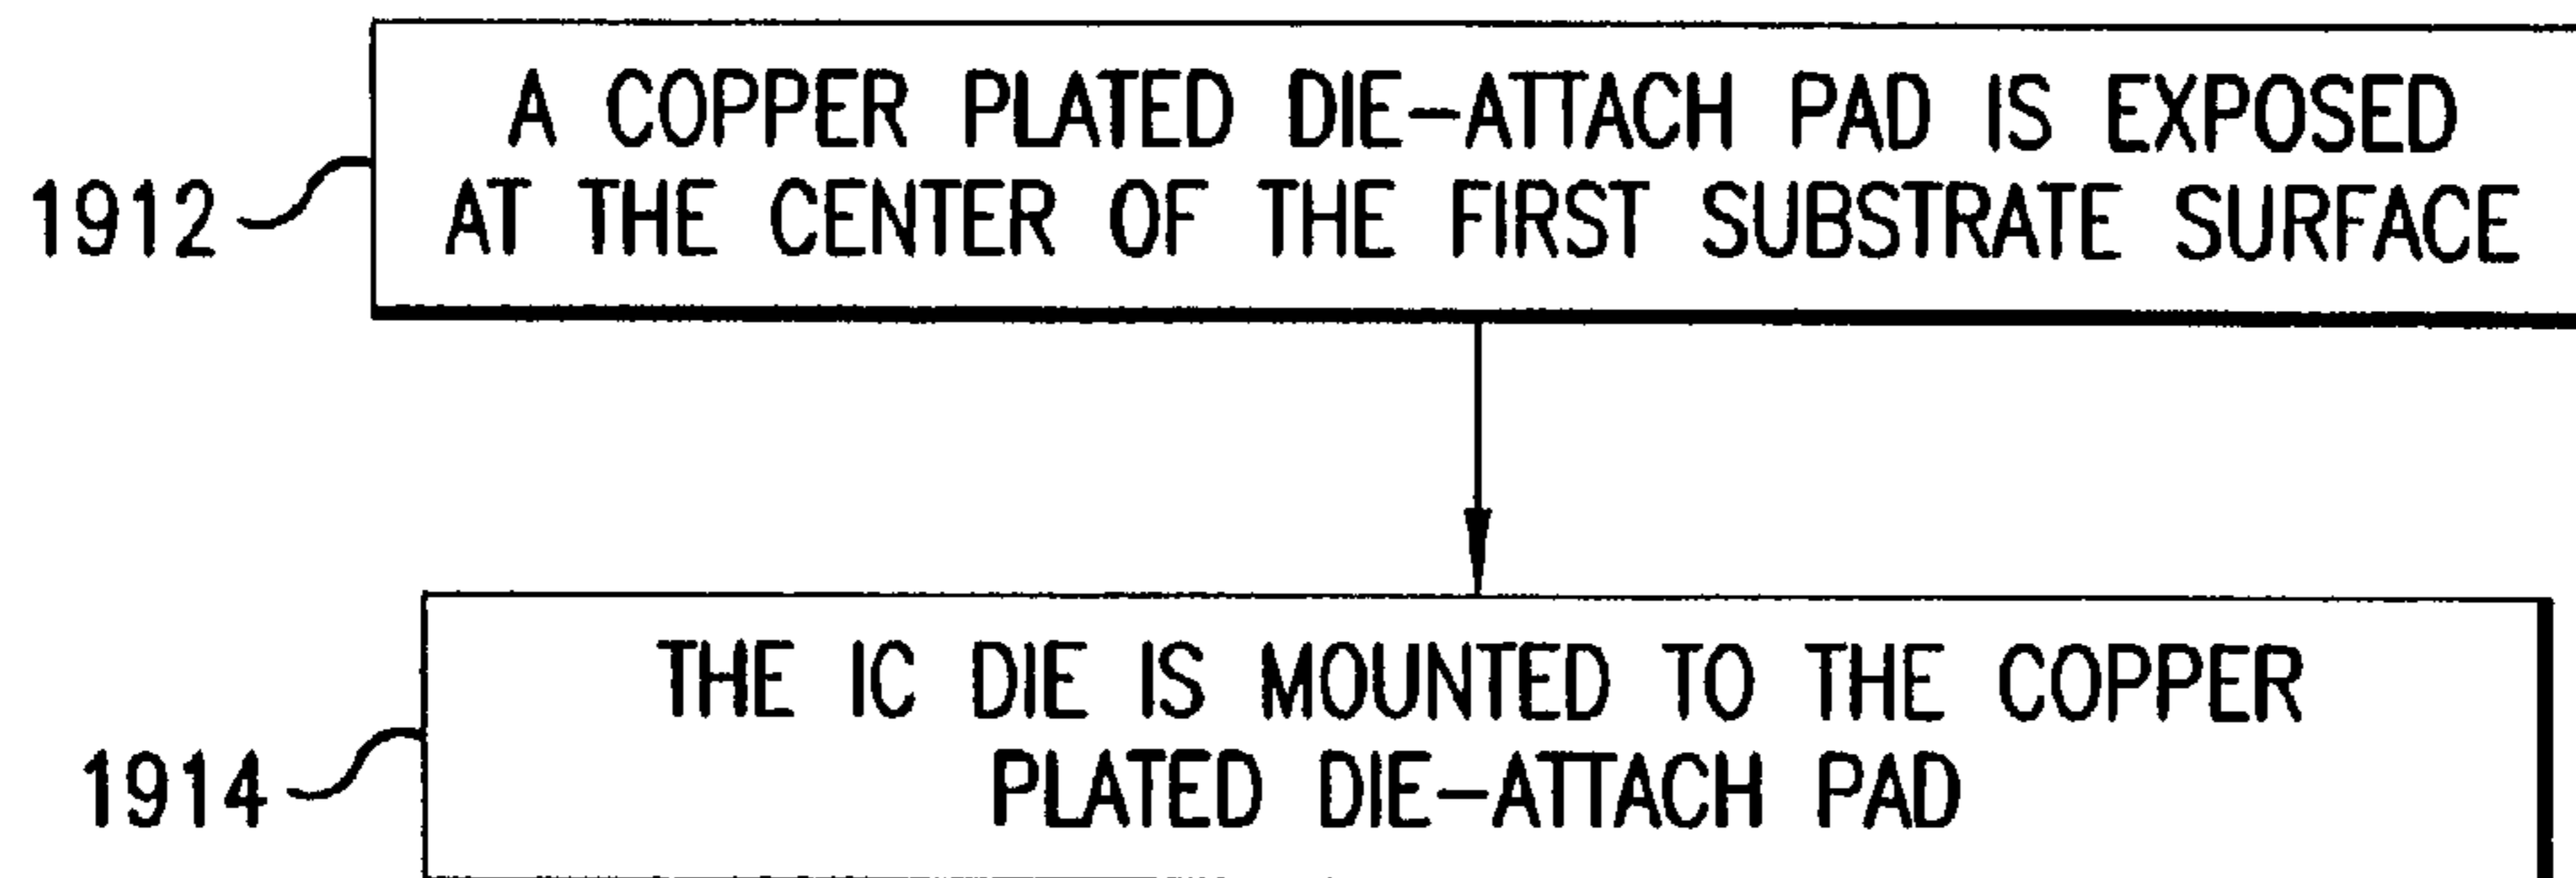 A COPPER PLATED DIE-ATTACH PAD IS EXPOSED
AT THE CENTER OF THE FIRST SUBSTRATE SURFACE
1912
THE IC DIE IS MOUNTED TO THE COPPER
PLATED DIE-ATTACH PAD
1914